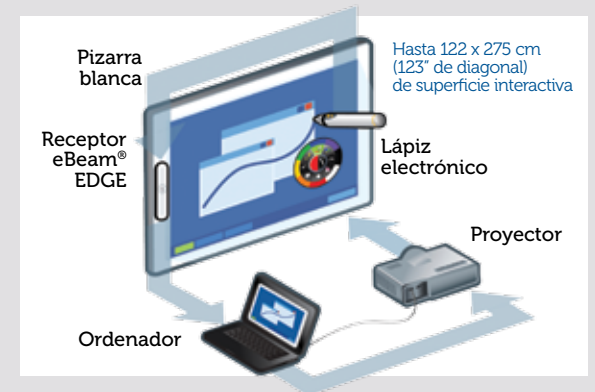 Pizarra
blanca
Hasta 122 x 275 cm
(123” de diagonal)
de superficie interactiva
Receptor
eBeam®
EDGE
Lápiz
electrónico
Proyector
Ordenador